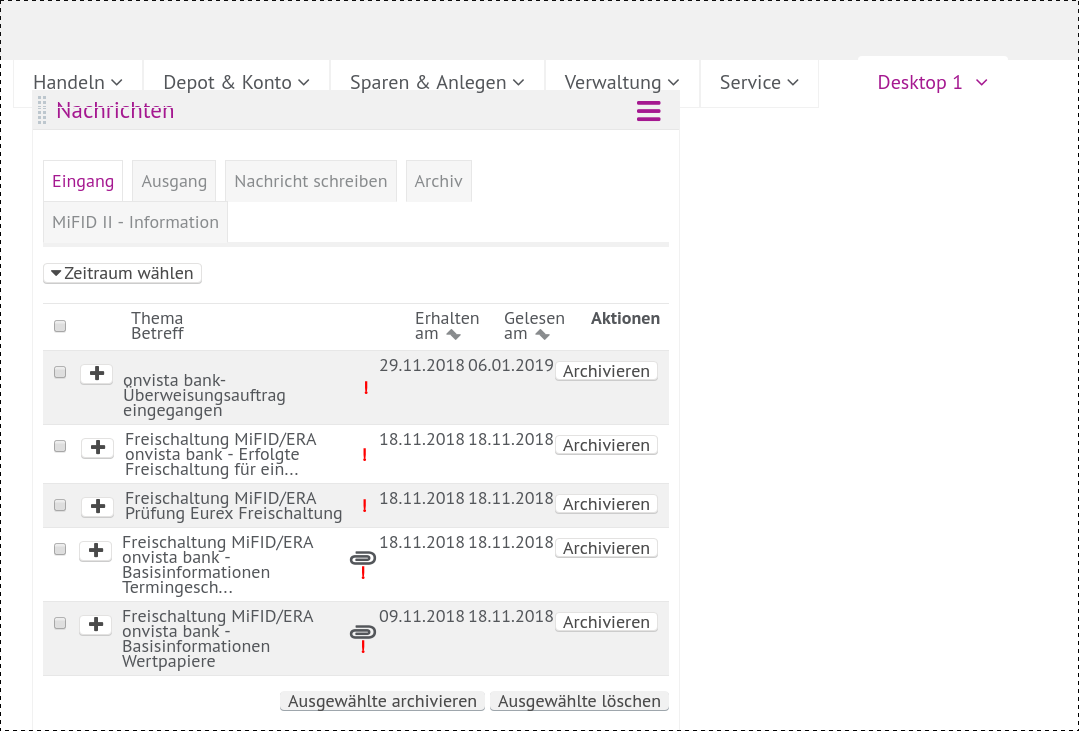 Handeln Depot & Konto Sparen & Anlegen Verwaltung Service Desktop 1
Nachrichten
Eingang Ausgang Nachricht schreiben Archiv
MiFID II - Information
Zeitraum wählen
Thema Erhalten Gelesen Aktionen
Betreff am am
29.11.2018 06.01.2019 Archivieren
onvista bank-
Überweisungsauftrag !
eingegangen
Freischaltung MiFID/ERA 18.11.2018 18.11.2018 Archivieren
onvista bank - Erfolgte !
Freischaltung für ein...
Freischaltung MiFID/ERA 18.11.2018 18.11.2018 Archivieren
Prüfung Eurex Freischaltung !
Freischaltung MiFID/ERA 18.11.2018 18.11.2018 Archivieren
onvista bank -
Basisinformationen !
Termingesch...
Freischaltung MiFID/ERA 09.11.2018 18.11.2018 Archivieren
onvista bank -
Basisinformationen !
Wertpapiere
Ausgewählte archivieren Ausgewählte löschen